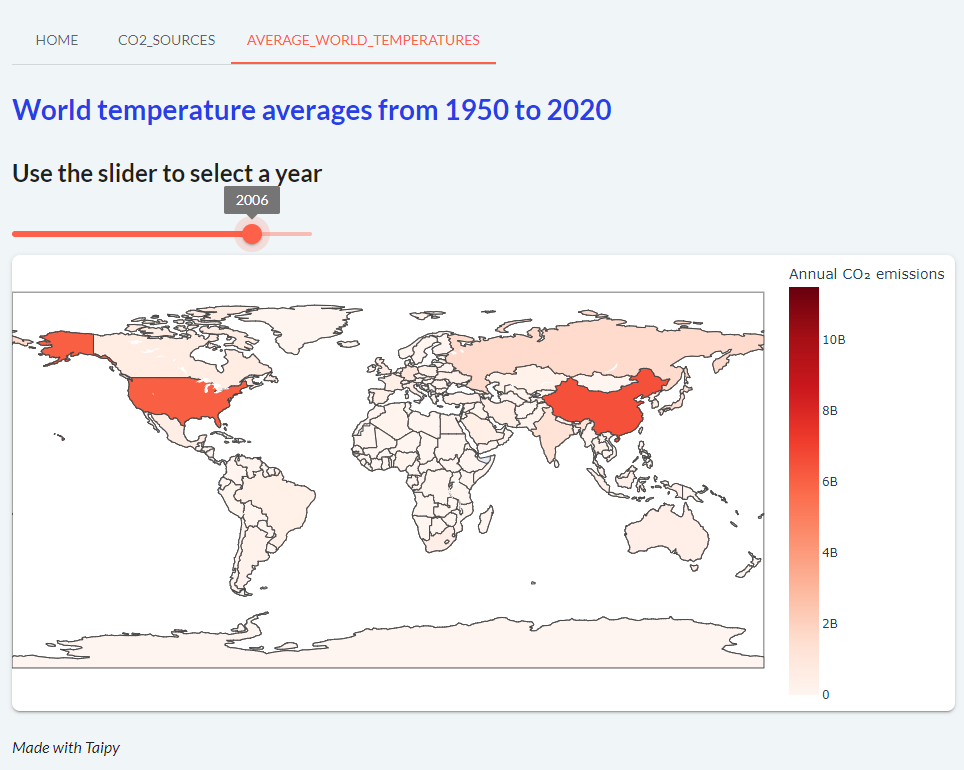 HOME CO2_SOURCES AVERAGE_WORLD_TEMPERATURES
World temperature averages from 1950 to 2020
Use the slider to select a year
2006
Annual CO₂ emissions
10B
8B
6B
4B
2B
0
Made with Taipy